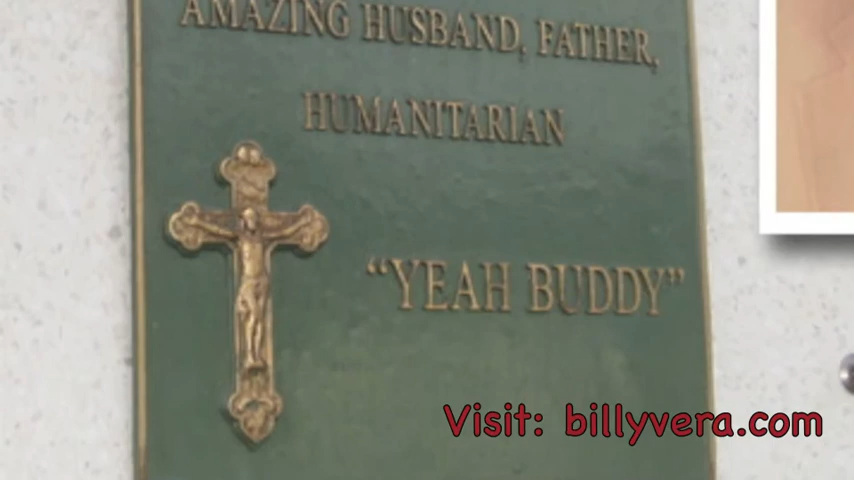 AMAZING HUSBAND, FATHER,
HUMANITARIAN
“YEAH BUDDY”
Visit: billyvera.com